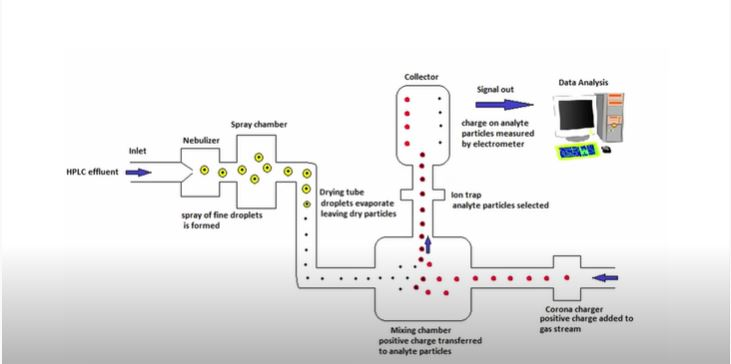 Collector
Signal out
Data Analysis
charge on analyte
particles measured
by electrometer
Spray chamber
Nebulizer
Inlet
HPLC effluent
Drying tube
droplets evaporate
leaving dry particles
Ion trap
analyte particles selected
spray of fine droplets
is formed
Corona charger
positive charge added to
gas stream
Mixing chamber
positive charge transferred
to analyte particles